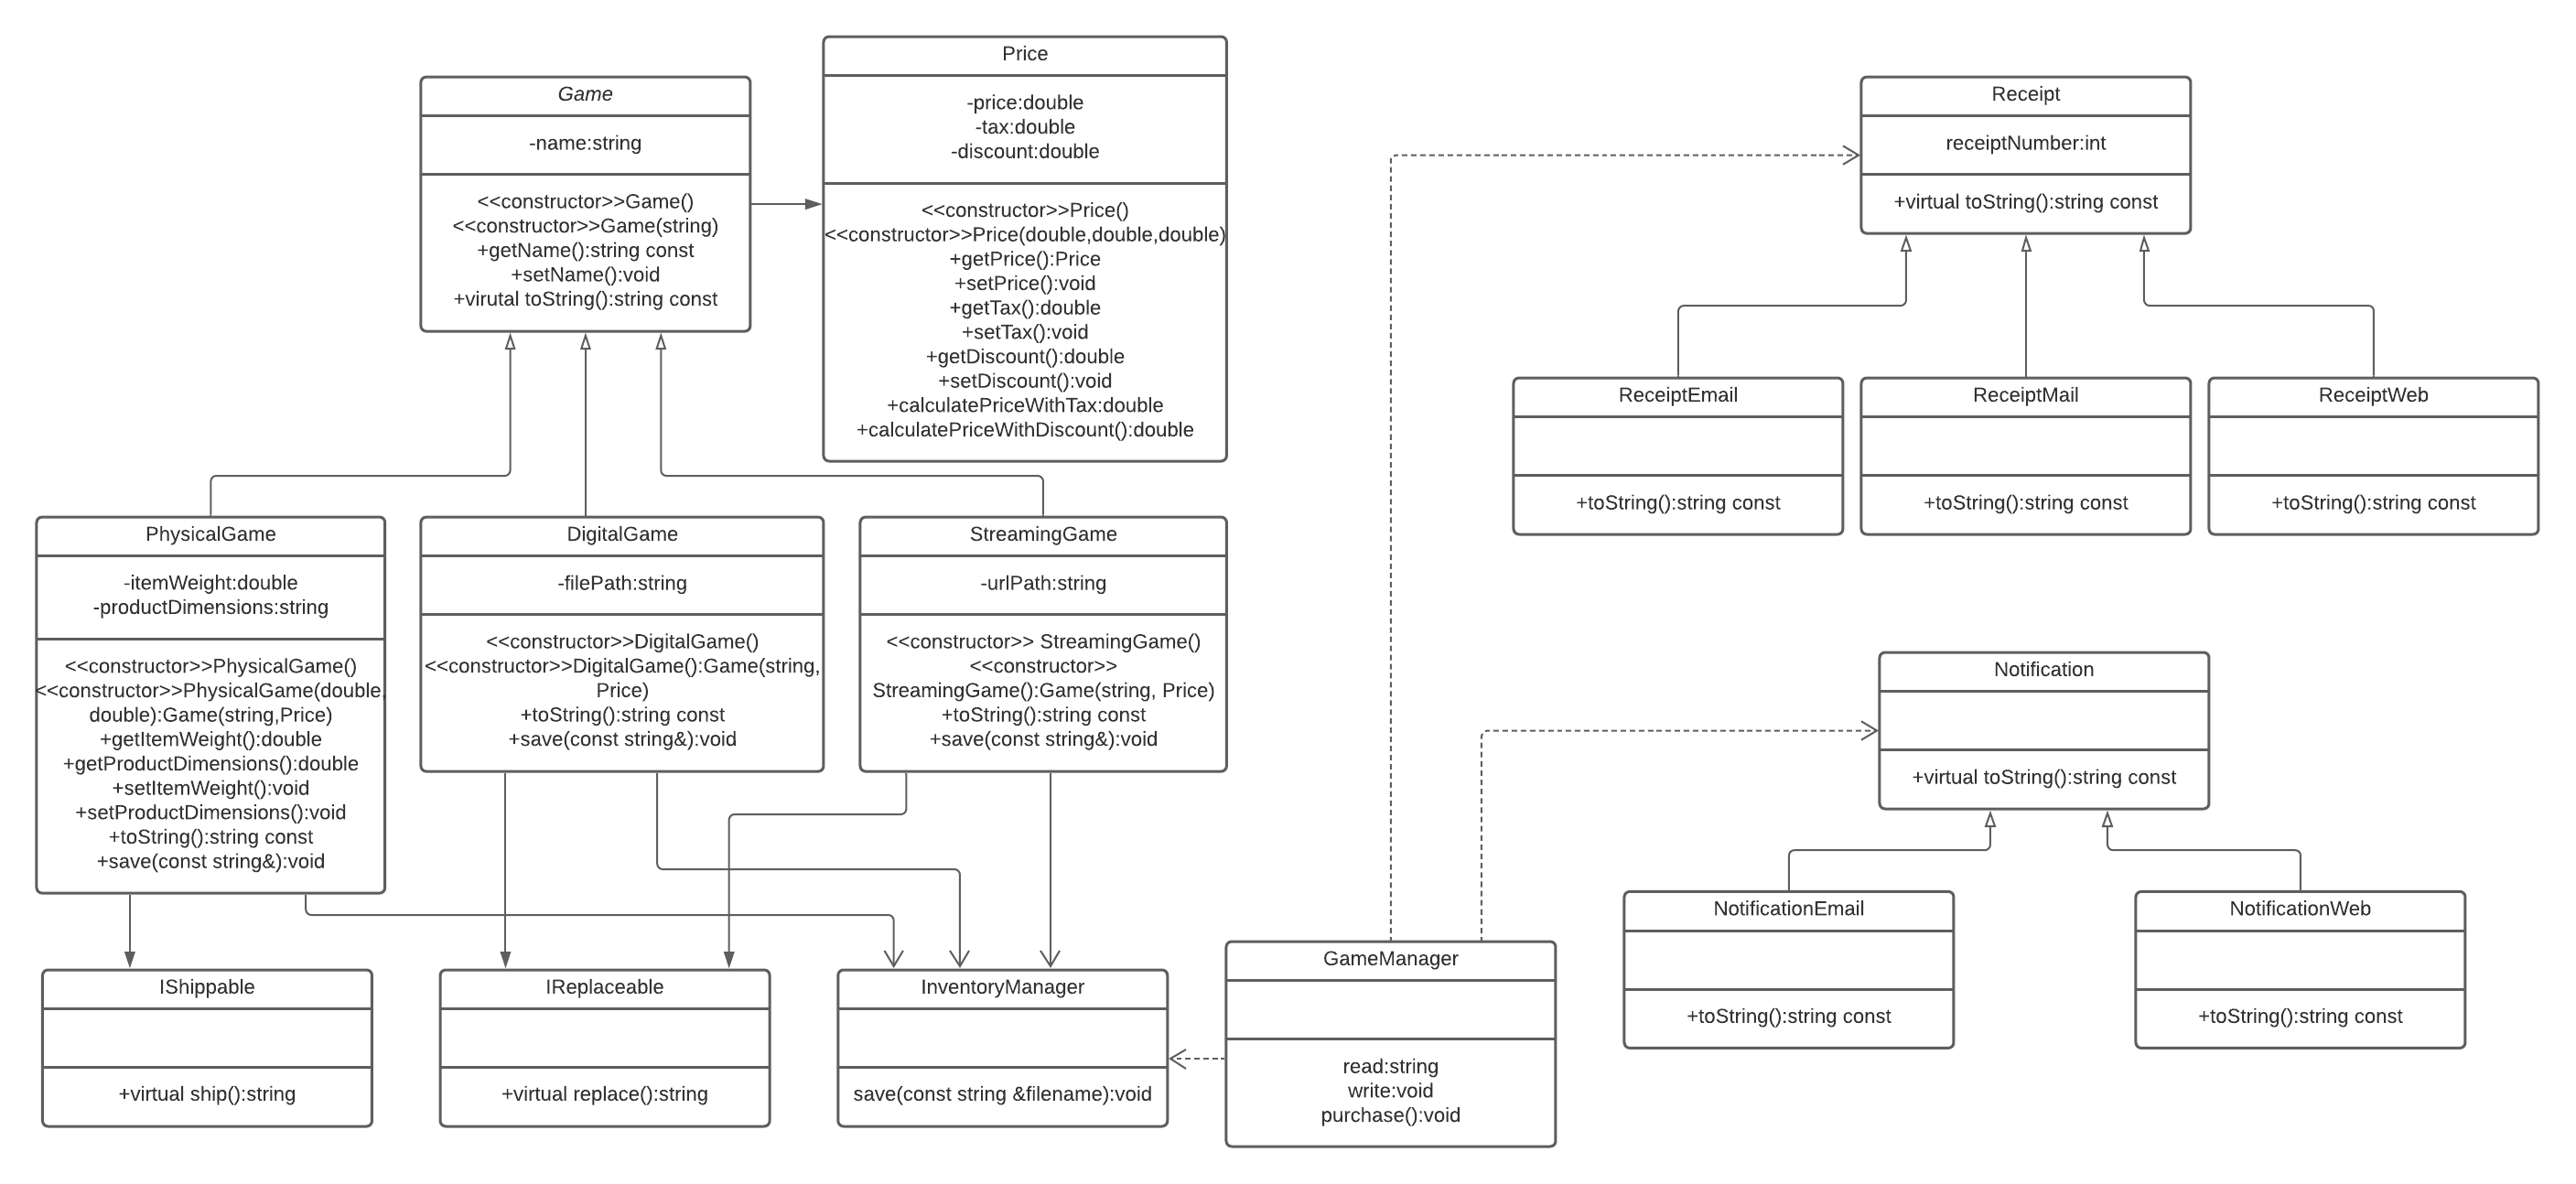 Game
-name:string
<<constructor>>Game()
<<constructor>>Game(string)
+getName():string const
+setName():void
+virutal toString():string const
Price
-price:double
-tax:double
-discount:double
<<constructor>>Price()
<<constructor>>Price(double,double,double)
+getPrice():Price
+setPrice():void
+getTax():double
+setTax():void
+getDiscount():double
+setDiscount():void
+calculatePriceWithTax:double
+calculatePriceWithDiscount():double
Receipt
receiptNumber:int
+virtual toString():string const
ReceiptEmail
+toString():string const
ReceiptMail
+toString():string const
ReceiptWeb
+toString():string const
PhysicalGame
-itemWeight:double
-productDimensions:string
<<constructor>>PhysicalGame()
<<constructor>>PhysicalGame(double,
double):Game(string,Price)
+getItemWeight():double
+getProductDimensions():double
+setItemWeight():void
+setProductDimensions():void
+toString():string const
+save(const string&):void
DigitalGame
-filePath:string
<<constructor>>DigitalGame()
<<constructor>>DigitalGame():Game(string,
Price)
+toString():string const
+save(const string&):void
StreamingGame
-urlPath:string
<<constructor>> StreamingGame()
<<constructor>>
StreamingGame():Game(string, Price)
+toString():string const
+save(const string&):void
Notification
+virtual toString():string const
NotificationEmail
+toString():string const
NotificationWeb
+toString():string const
IShippable
+virtual ship():string
IReplaceable
+virtual replace():string
InventoryManager
save(const string &filename):void
GameManager
read:string
write:void
purchase():void